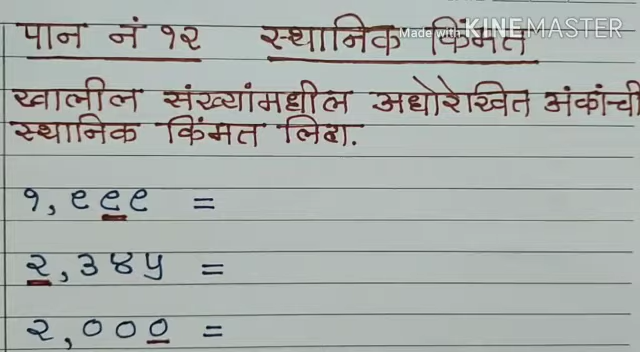 पान नं १२ स्थानिक किंमत
Made with KINEMASTER
खालील संख्यांमधील अधोरेखित अंकांची
स्थानिक किंमत लिहा.
१,९९९ =
२,३४५ =
२,००० =